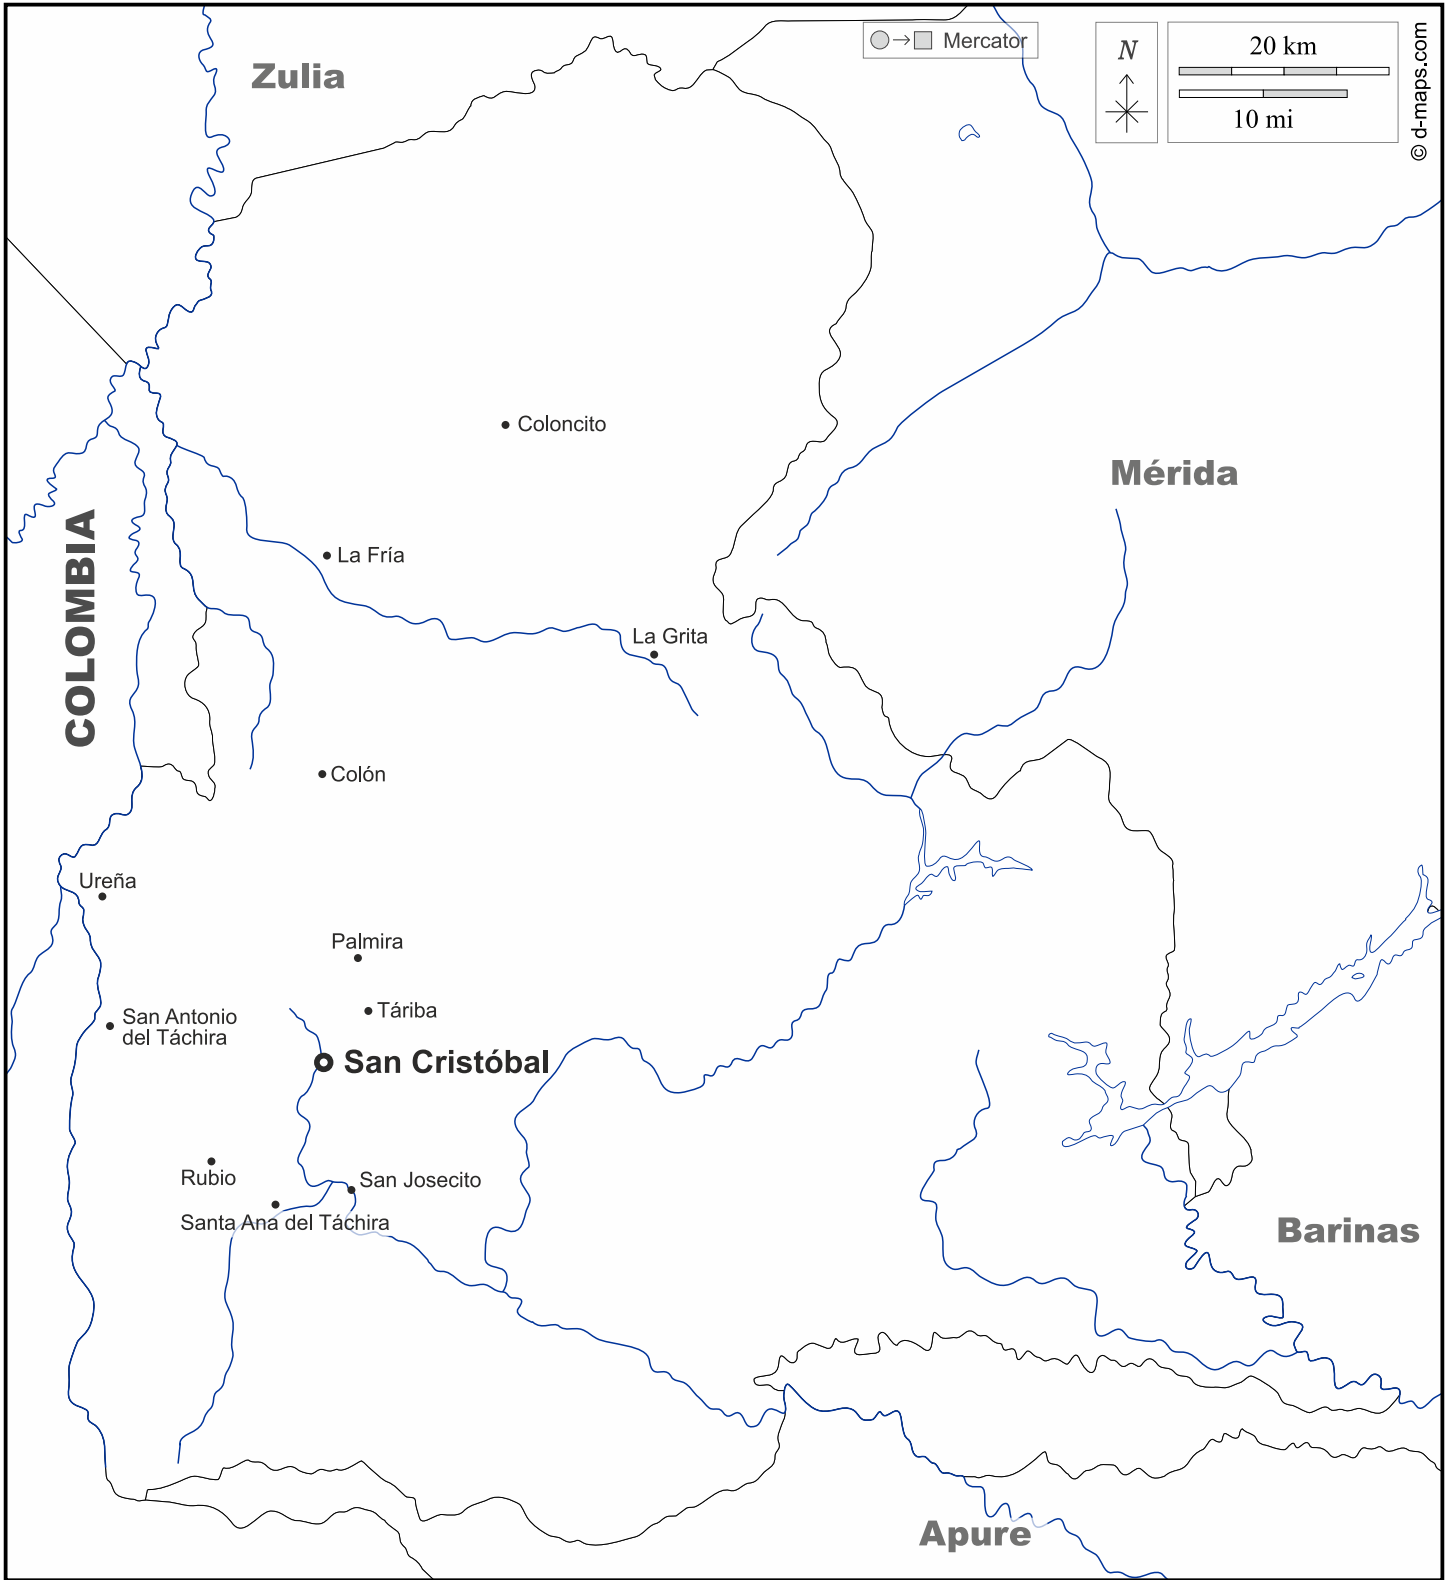 Zulia
Mercator
N
20 km
10 mi
© d-maps.com
Coloncito
Mérida
COLOMBIA
La Fría
La Grita
Colón
Ureña
Palmira
San Antonio
del Táchira
Táriba
San Cristóbal
Rubio
San Josecito
Santa Ana del Táchira
Barinas
Apure